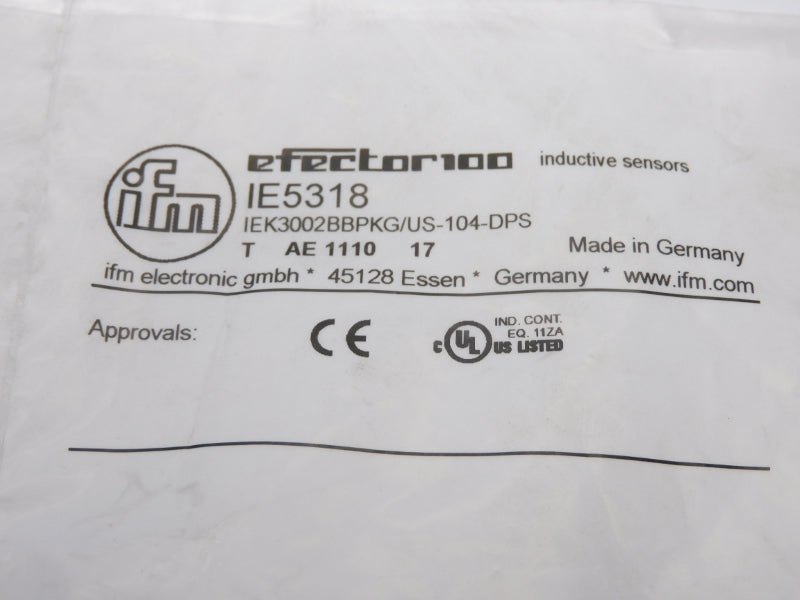 ifm
efector100 inductive sensors
IE5318
IEK3002BBPKG/US-104-DPS
T AE 1110 17 Made in Germany
ifm electronic gmbh * 45128 Essen * Germany * www.ifm.com
Approvals: CE
IND. CONT.
EQ. 11ZA
C UL US LISTED